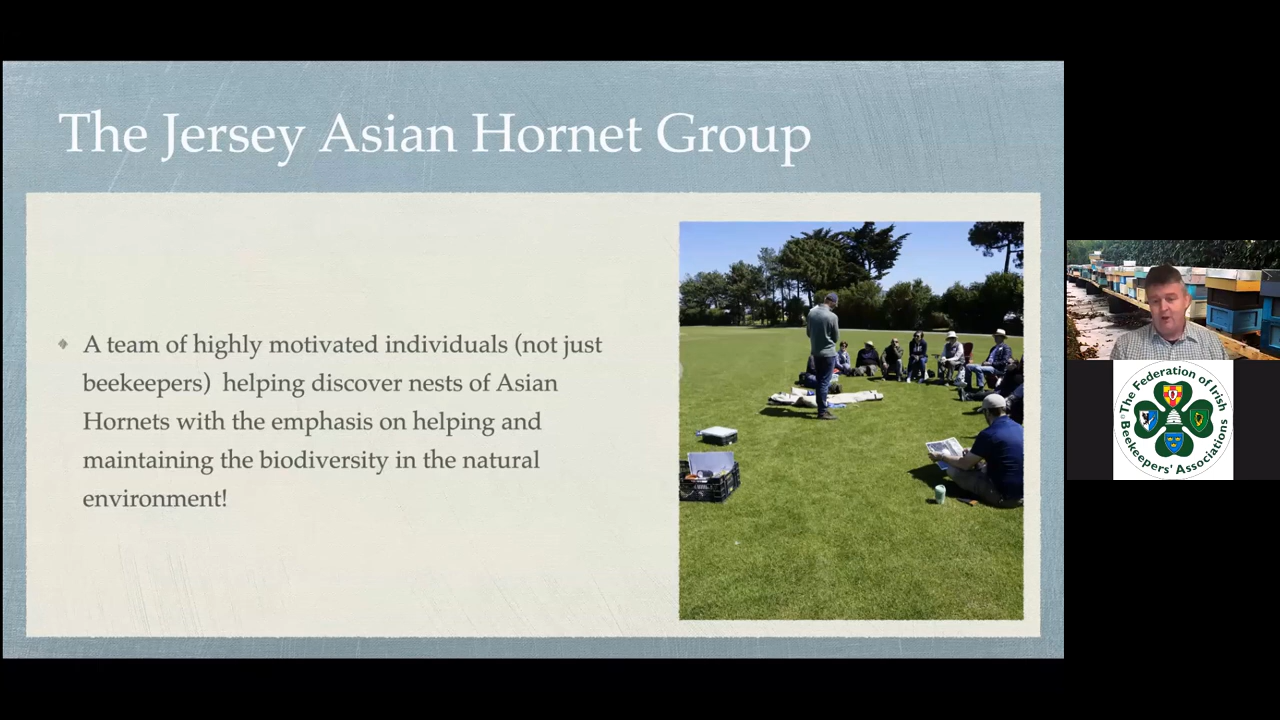 The Jersey Asian Hornet Group
A team of highly motivated individuals (not just
beekeepers)  helping discover nests of Asian
Hornets with the emphasis on helping and
maintaining the biodiversity in the natural
environment!
The Federation of Irish
Beekeepers' Associations